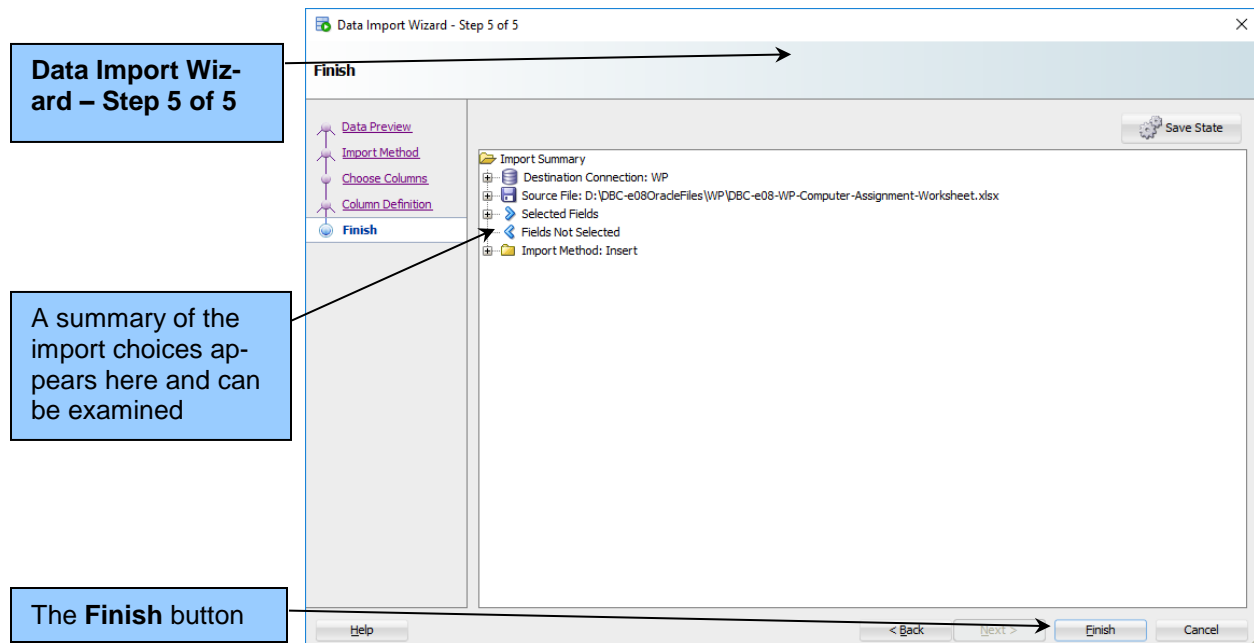 Data Import Wizard - Step 5 of 5
Data Import Wiz-
ard – Step 5 of 5
Finish
Data Preview
Import Method
Choose Columns
Column Definition
Finish
Save State
Import Summary
Destination Connection: WP
Source File: D:\DBC-e08OracleFiles\WP\DBC-e08-WP-Computer-Assignment-Worksheet.xlsx
Selected Fields
Fields Not Selected
Import Method: Insert
A summary of the
import choices ap-
pears here and can
be examined
The Finish button
Help
< Back
Next >
Finish
Cancel